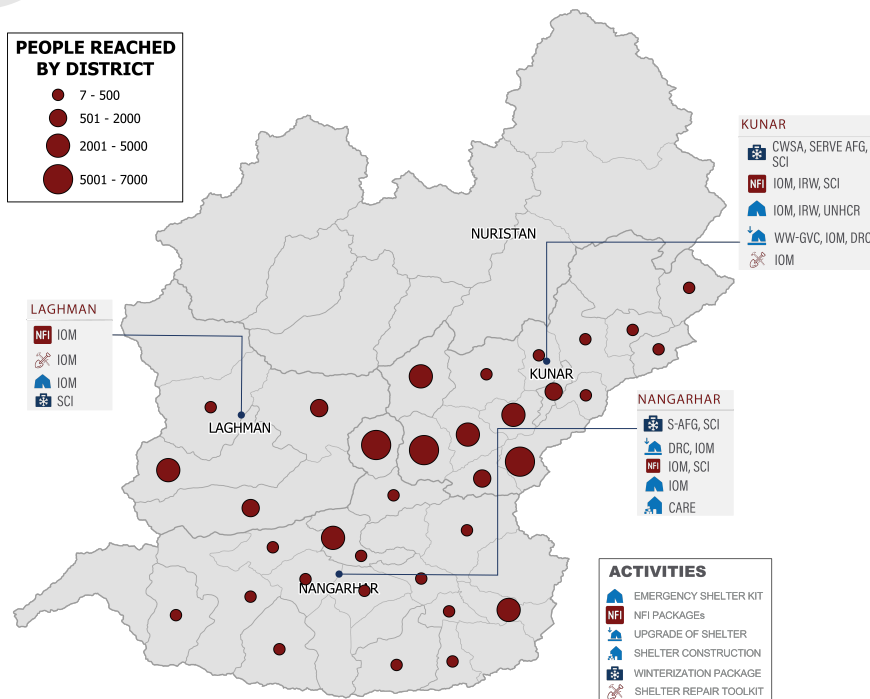 PEOPLE REACHED
BY DISTRICT
7 - 500
501 - 2000
2001 - 5000
5001 - 7000
KUNAR
CWSA, SERVE AFG,
SCI
NFI IOM, IRW, SCI
IOM, IRW, UNHCR
WW-GVC, IOM, DRC
IOM
NURISTAN
LAGHMAN
NFI IOM
IOM
IOM
SCI
KUNAR
LAGHMAN
NANGARHAR
S-AFG, SCI
DRC, IOM
NFI IOM, SCI
IOM
CARE
NANGARHAR
ACTIVITIES
EMERGENCY SHELTER KIT
NFI NFI PACKAGEs
UPGRADE OF SHELTER
SHELTER CONSTRUCTION
WINTERIZATION PACKAGE
SHELTER REPAIR TOOLKIT